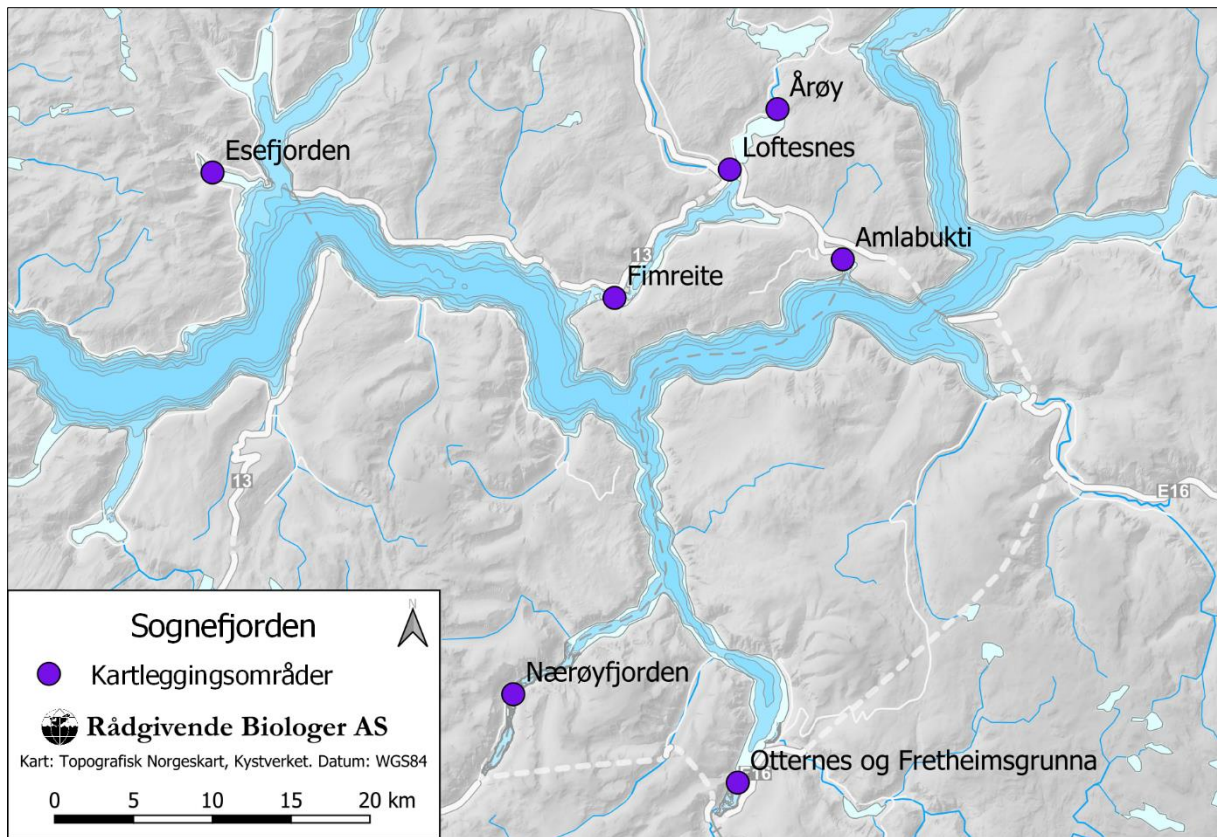 Årøy
Esefjorden
Loftesnes
Amlabukti
13
Fimreite
13
E16
N
Sognefjorden
Kartleggingsområder
Nærøyfjorden
Rådgivende Biologer AS
Otternes og Fretheimsgrunna
Kart: Topografisk Norgeskart, Kystverket. Datum: WGS84
E16
0 5 10 15 20 km